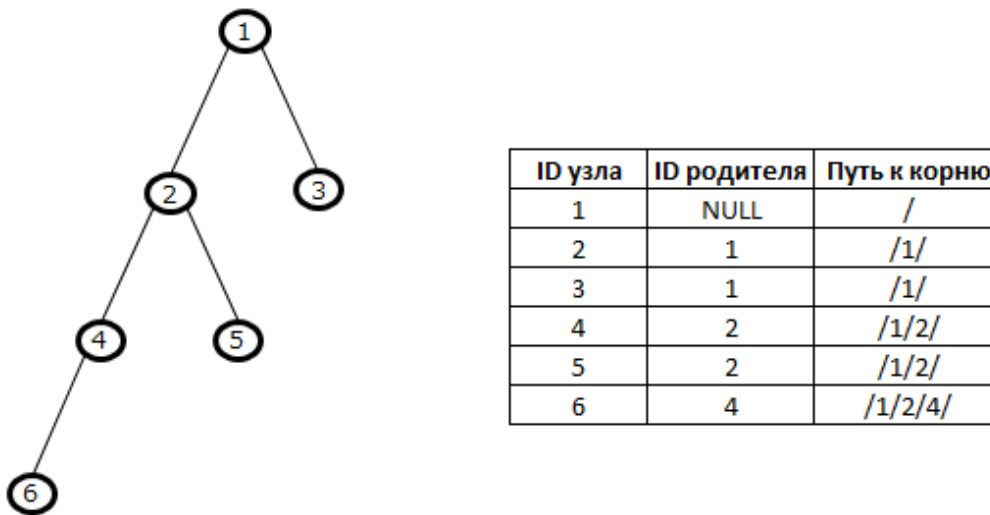 1
2
3
4
5
6
ID узла ID родителя Путь к корню
1 NULL /
2 1 /1/
3 1 /1/
4 2 /1/2/
5 2 /1/2/
6 4 /1/2/4/